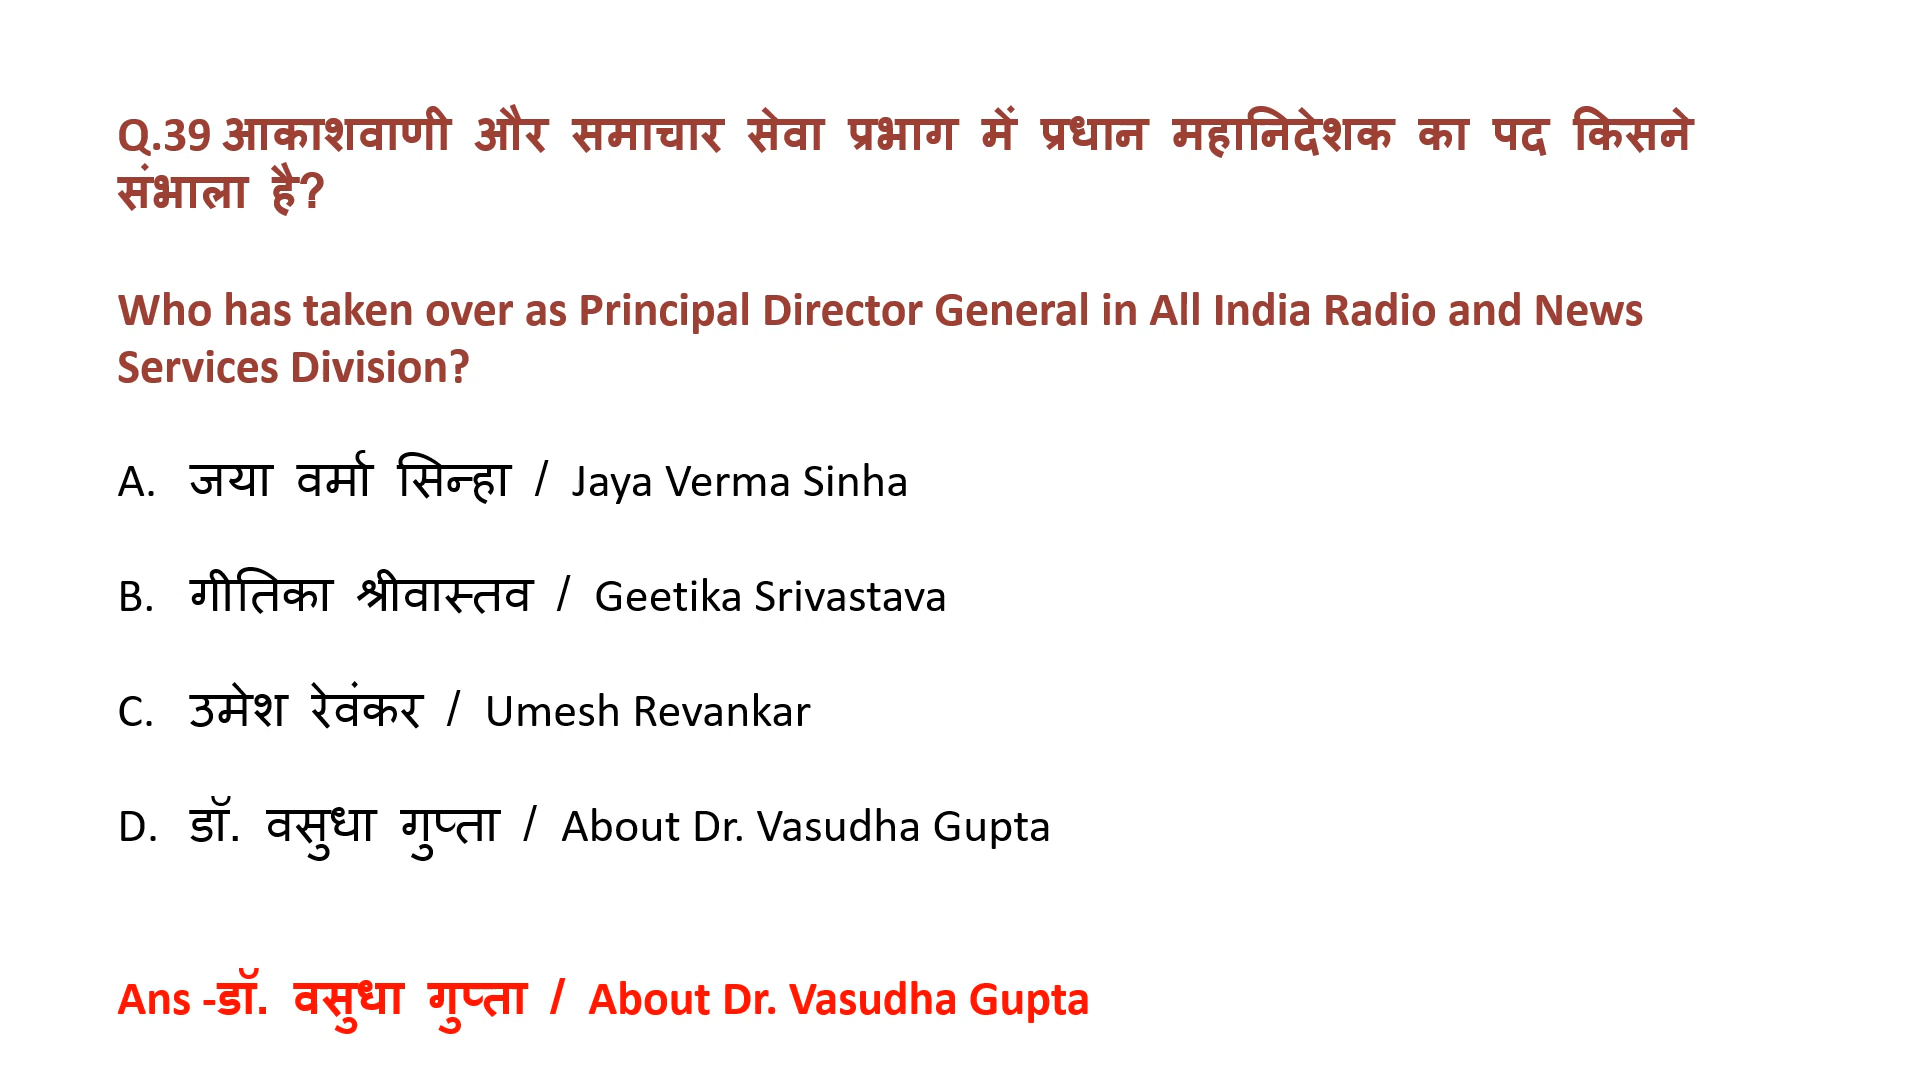 Q.39 आकाशवाणी और समाचार सेवा प्रभाग में प्रधान महानिदेशक का पद किसने
संभाला है?
Who has taken over as Principal Director General in All India Radio and News
Services Division?
A. जया वर्मा सिन्हा / Jaya Verma Sinha
B. गीतिका श्रीवास्तव / Geetika Srivastava
C. उमेश रेवंकर / Umesh Revankar
D. डॉ. वसुधा गुप्ता / About Dr. Vasudha Gupta
Ans -डॉ. वसुधा गुप्ता / About Dr. Vasudha Gupta